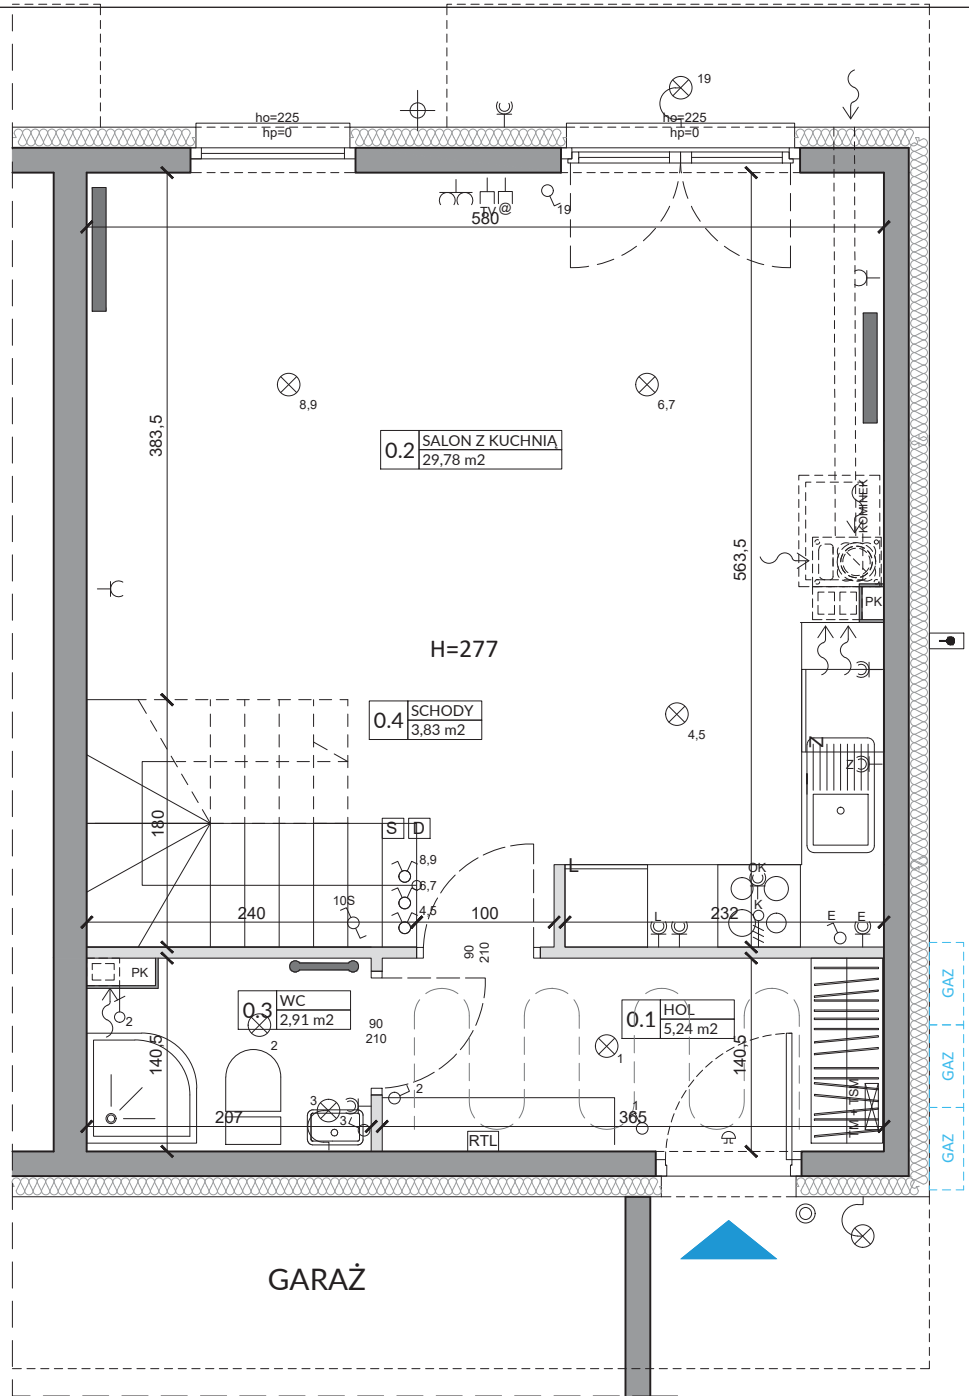 19
ho=225
hp=0
ho=225
hp=0
TV
@
19
580
8,9
6,7
383,5
0.2
SALON Z KUCHNIĄ
29,78 m2
KOMINEK
563,5
PK
H=277
0.4
SCHODY
3,83 m2
4,5
Z
Z
180
S
D
8,9
6,7
4,5
L
OK
10S
K
240
100
L
232
E
E
90
210
PK
0.3
WC
2,91 m2
2
2
90
210
0.1
HOL
5,24 m2
1
GAZ
GAZ
GAZ
140,5
140,5
TM + TSM
2
3
3
1
207
365
RTL
GARAŻ